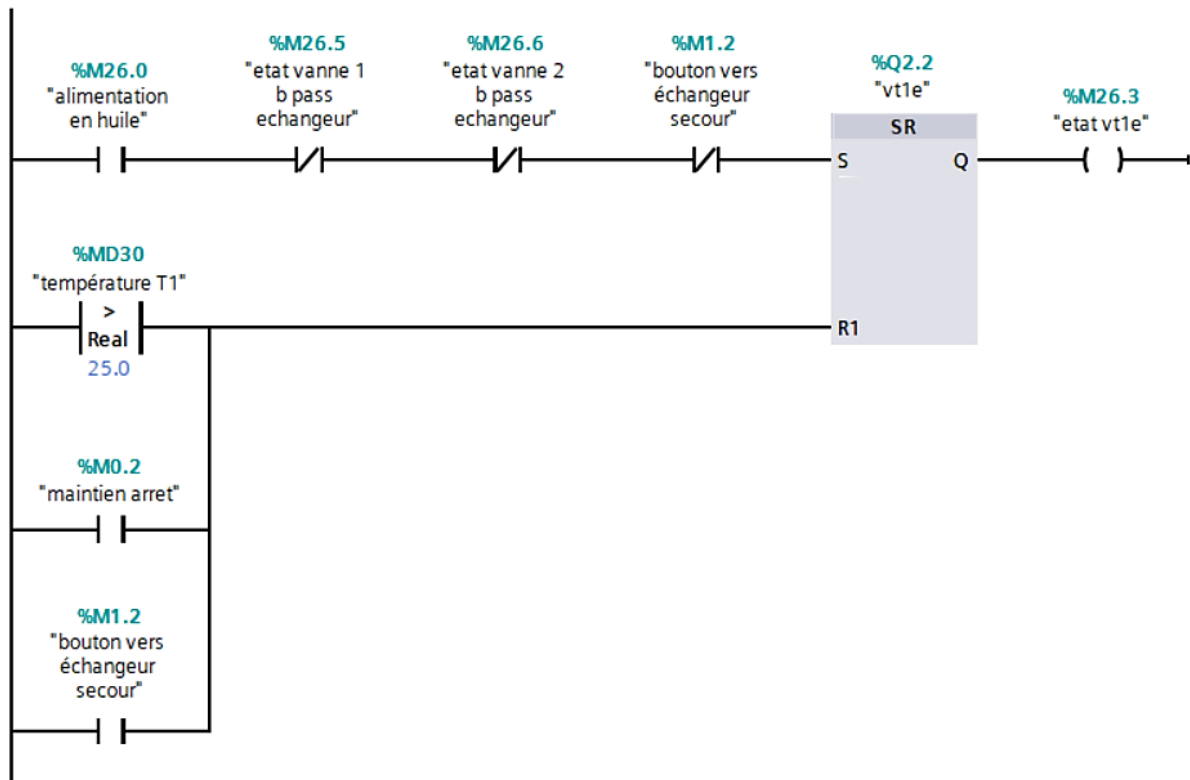 %M26.0
"alimentation
en huile"
%M26.5
"etat vanne 1
b pass
echangeur"
%M26.6
"etat vanne 2
b pass
echangeur"
%M1.2
"bouton vers
échangeur
secour"
%Q2.2
"vt1e"
SR
S
Q
R1
%M26.3
"etat vt1e"
%MD30
"température T1"
>
Real
25.0
%M0.2
"maintien arret"
%M1.2
"bouton vers
échangeur
secour"